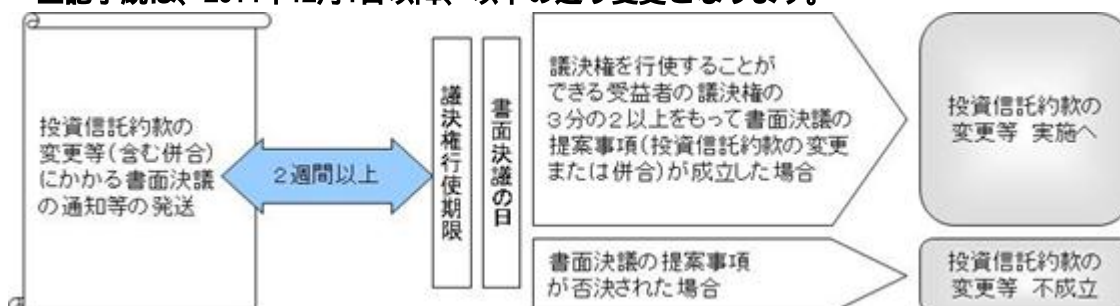 投資信託約款の
変更等(含む併合)
にかかる書面決議
の通知等の発送
2週間以上
議決権行使期限
書面決議の日
議決権を行使することが
できる受益者の議決権の
3分の2以上をもって書面決議の
提案事項(投資信託約款の変更
または併合)が成立した場合
投資信託約款の
変更等 実施へ
書面決議の提案事項
が否決された場合
投資信託約款の
変更等 不成立